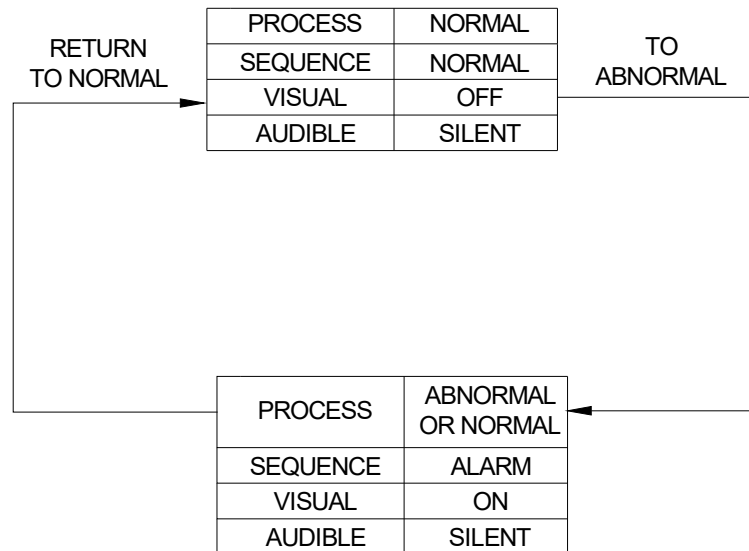 RETURN
TO NORMAL
PROCESS NORMAL
SEQUENCE NORMAL
VISUAL OFF
AUDIBLE SILENT
TO
ABNORMAL
PROCESS ABNORMAL
OR NORMAL
SEQUENCE ALARM
VISUAL ON
AUDIBLE SILENT